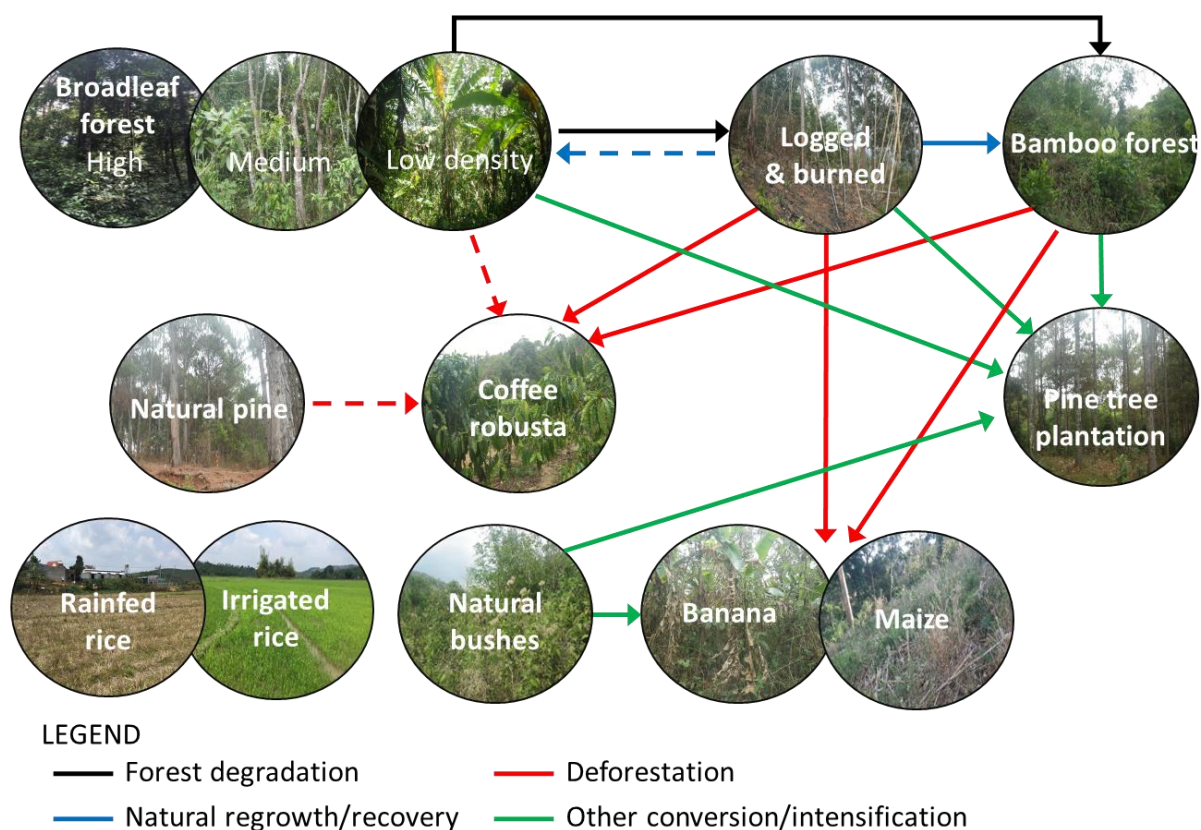 Broadleaf
forest
High
Medium
Low density
Logged
& burned
Bamboo forest
Natural pine
Coffee
robusta
Pine tree
plantation
Rainfed
rice
Irrigated
rice
Natural
bushes
Banana
Maize
LEGEND
Forest degradation
Deforestation
Natural regrowth/recovery
Other conversion/intensification